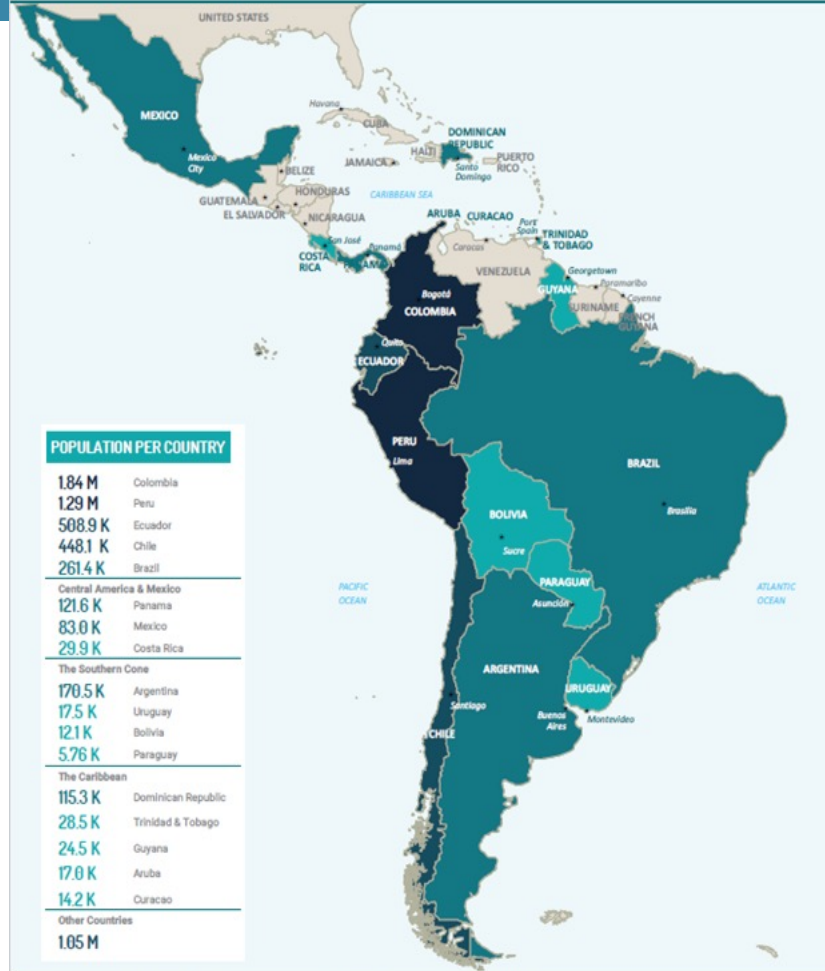 UNITED STATES
MEXICO
Mexico
City
Havana
CUBA
DOMINICAN
REPUBLIC
HAITI
JAMAICA
Santo
Domingo
PUERTO
RICO
BELIZE
CARIBBEAN SEA
GUATEMALA
HONDURAS
EL SALVADOR
NICARAGUA
ARUBA
CURACAO
Port
Spain
TRINIDAD
& TOBAGO
San José
COSTA
RICA
Panamá
PANAMA
Caracas
VENEZUELA
Georgetown
GUYANA
Paramaribo
SURINAME
Cayenne
FRENCH
GUYANA
Bogotá
COLOMBIA
Quito
ECUADOR
PERU
Lima
BRAZIL
Brasília
BOLIVIA
Sucre
PARAGUAY
Asunción
PACIFIC
OCEAN
ATLANTIC
OCEAN
ARGENTINA
URUGUAY
Santiago
Buenos
Aires
Montevideo
CHILE
POPULATION PER COUNTRY
1.84 M Colombia
1.29 M Peru
508.9 K Ecuador
448.1 K Chile
261.4 K Brazil
Central America & Mexico
121.6 K Panama
83.0 K Mexico
29.9 K Costa Rica
The Southern Cone
170.5 K Argentina
17.5 K Uruguay
12.1 K Bolivia
5.76 K Paraguay
The Caribbean
115.3 K Dominican Republic
28.5 K Trinidad & Tobago
24.5 K Guyana
17.0 K Aruba
14.2 K Curacao
Other Countries
1.05 M